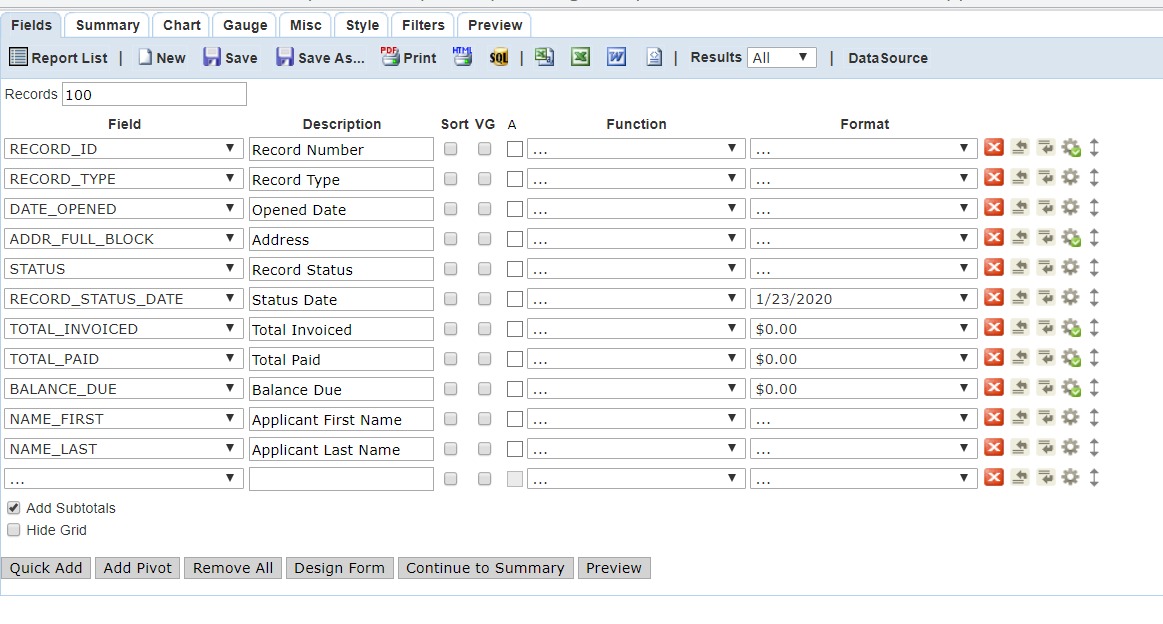 Fields Summary Chart Gauge Misc Style Filters Preview
Report List | New Save Save As... PDF Print HTML SQL | | Results All | DataSource
Records 100
Field Description Sort VG A Function Format
RECORD_ID Record Number ... ...
RECORD_TYPE Record Type ... ...
DATE_OPENED Opened Date ... ...
ADDR_FULL_BLOCK Address ... ...
STATUS Record Status ... ...
RECORD_STATUS_DATE Status Date ... 1/23/2020
TOTAL_INVOICED Total Invoiced ... $0.00
TOTAL_PAID Total Paid ... $0.00
BALANCE_DUE Balance Due ... $0.00
NAME_FIRST Applicant First Name ... ...
NAME_LAST Applicant Last Name ... ...
... ... ...
Add Subtotals
Hide Grid
Quick Add Add Pivot Remove All Design Form Continue to Summary Preview